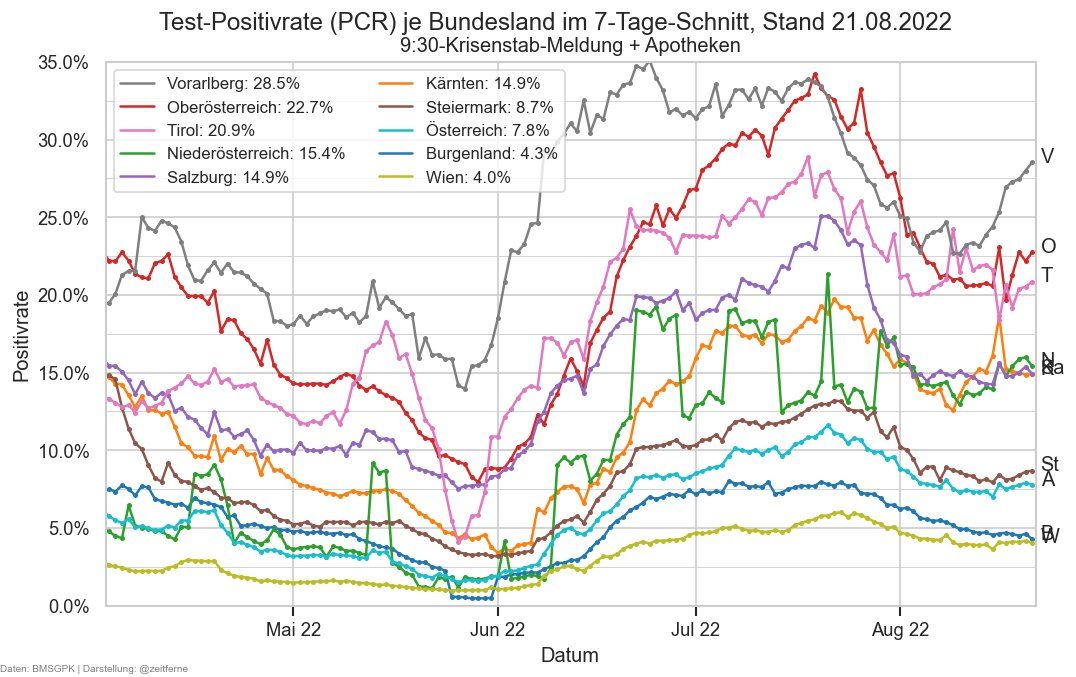 Test-Positivrate (PCR) je Bundesland im 7-Tage-Schnitt, Stand 21.08.2022
9:30-Krisenstab-Meldung + Apotheken
Vorarlberg: 28.5%
Oberösterreich: 22.7%
Tirol: 20.9%
Niederösterreich: 15.4%
Salzburg: 14.9%
Kärnten: 14.9%
Steiermark: 8.7%
Österreich: 7.8%
Burgenland: 4.3%
Wien: 4.0%
35.0%
30.0%
25.0%
20.0%
15.0%
10.0%
5.0%
0.0%
Positivrate
V
O
T
N
St
A
B
W
Mai 22
Jun 22
Jul 22
Aug 22
Datum
Daten: BMSGPK | Darstellung: @zeitferne